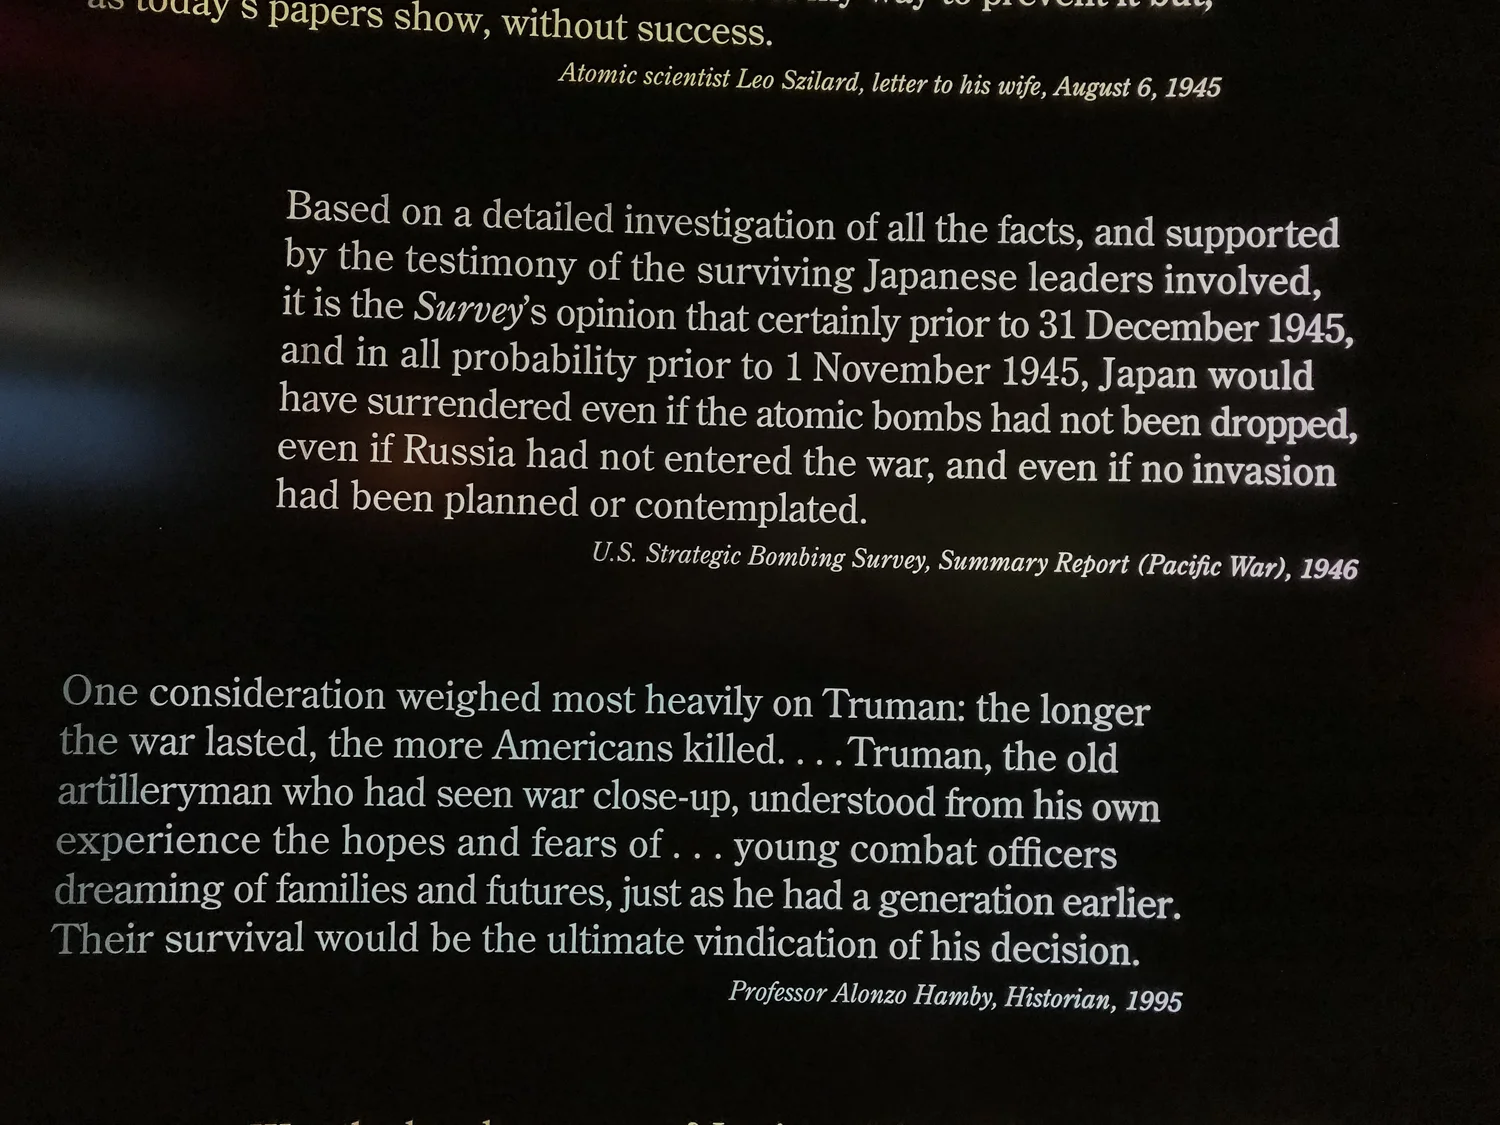 way to prevent it but,
as today's papers show, without success.
Atomic scientist Leo Szilard, letter to his wife, August 6, 1945
Based on a detailed investigation of all the facts, and supported
by the testimony of the surviving Japanese leaders involved,
it is the Survey's opinion that certainly prior to 31 December 1945,
and in all probability prior to 1 November 1945, Japan would
have surrendered even if the atomic bombs had not been dropped,
even if Russia had not entered the war, and even if no invasion
had been planned or contemplated.
U.S. Strategic Bombing Survey, Summary Report (Pacific War), 1946
One consideration weighed most heavily on Truman: the longer
the war lasted, the more Americans killed. . . . Truman, the old
artilleryman who had seen war close-up, understood from his own
experience the hopes and fears of . . . young combat officers
dreaming of families and futures, just as he had a generation earlier.
Their survival would be the ultimate vindication of his decision.
Professor Alonzo Hamby, Historian, 1995